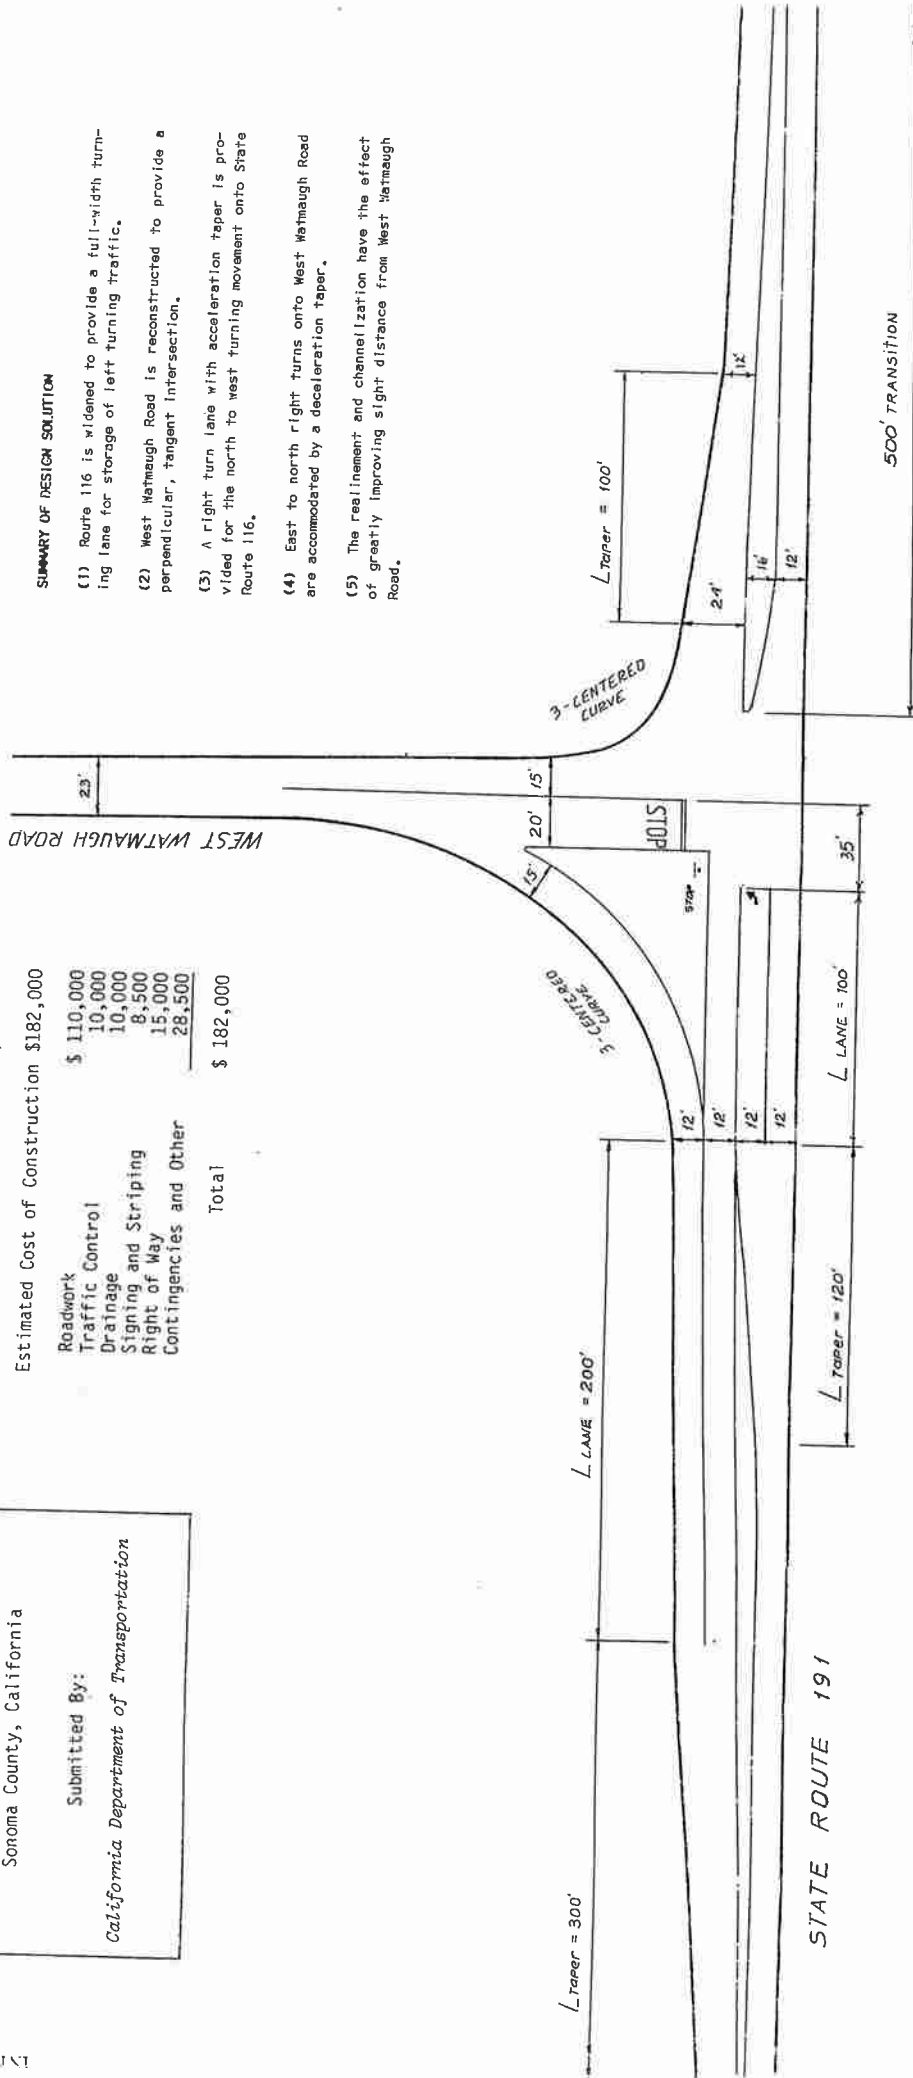 Sonoma County, California
Submitted By:
California Department of Transportation
Estimated Cost of Construction $182,000
Roadwork $ 110,000
Traffic Control 10,000
Drainage 10,000
Signing and Striping 8,500
Right of Way 15,000
Contingencies and Other 28,500
Total $ 182,000
SUMMARY OF DESIGN SOLUTION
(1) Route 116 is widened to provide a full-width turn-
ing lane for storage of left turning traffic.
(2) West Watmaugh Road is reconstructed to provide a
perpendicular, tangent intersection.
(3) A right turn lane with acceleration taper is pro-
vided for the north to west turning movement onto State
Route 116.
(4) East to north right turns onto West Watmaugh Road
are accommodated by a deceleration taper.
(5) The realinement and channelization have the effect
of greatly improving sight distance from West Watmaugh
Road.
WEST WATMAUGH ROAD
23'
15'
20'
15'
3-CENTERED
CURVE
3-CENTERED
CURVE
STOP
STOP
L TAPER = 300'
L LANE = 200'
L TAPER = 100'
24'
12'
16'
12'
12'
12'
12'
12'
35'
L LANE = 100'
L TAPER = 120'
500' TRANSITION
STATE ROUTE 191